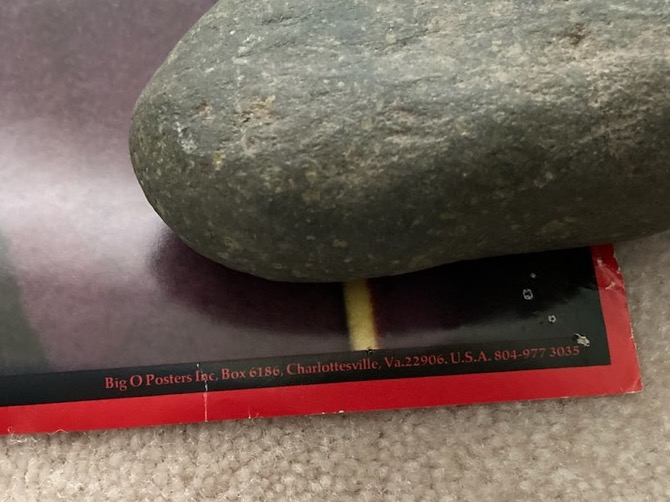 Big O Posters Inc. Box 6186, Charlottesville, Va.22906. U.S.A. 804-977 3035